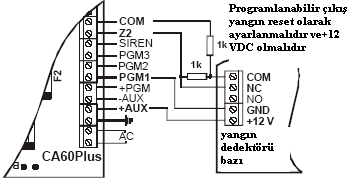 Programlanabilir çıkış
yangın reset olarak
ayarlanmalıdır ve+12
VDC olmalıdır
COM
Z2
SIREN
PGM3
PGM2
PGM1
+PGM
-AUX
+AUX
AC
F2
B
CA60Plus
1k
1k
COM
NC
NO
GND
+12 V
yangın
dedektörü
bazı